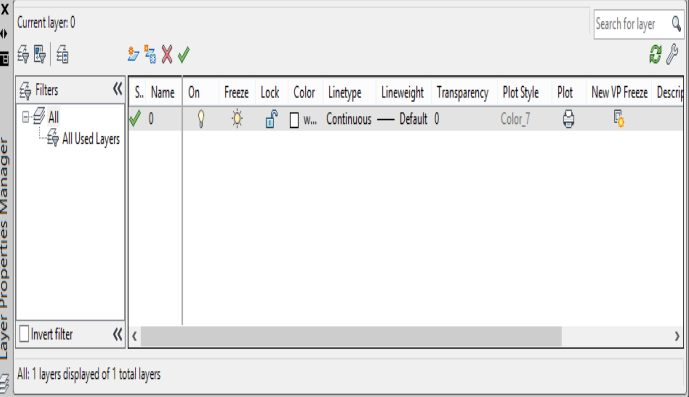 Current layer: 0
Search for layer
Filters
S.. Name On Freeze Lock Color Linetype Lineweight Transparency Plot Style Plot New VP Freeze Descrip
All
0 w... Continuous Default 0 Color_7
All Used Layers
Layer Properties Manager
Invert filter
All: 1 layers displayed of 1 total layers